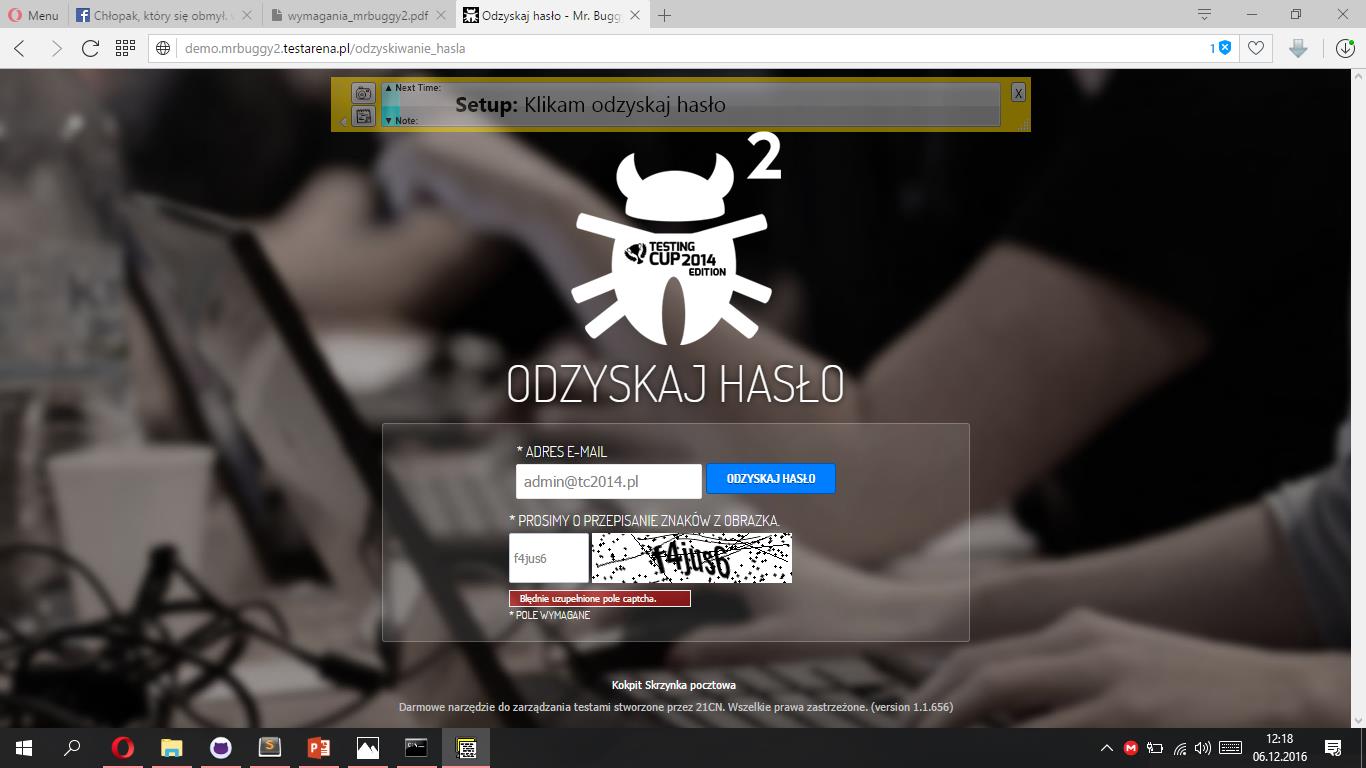 Menu
Chłopak, który się obmył.
wymagania_mrbuggy2.pdf
Odzyskaj hasło - Mr. Bugg
demo.mrbuggy2.testarena.pl/odzyskiwanie_hasla
1
▲ Next Time:
Setup: Klikam odzyskaj hasło
X
▼ Note:
2
TESTING
CUP 2014
EDITION
ODZYSKAJ HASŁO
* ADRES E-MAIL
admin@tc2014.pl
ODZYSKAJ HASŁO
* PROSIMY O PRZEPISANIE ZNAKÓW Z OBRAZKA.
f4jus6
f4jus6
Błędnie uzupełnione pole captcha.
* POLE WYMAGANE
Kokpit Skrzynka pocztowa
Darmowe narzędzie do zarządzania testami stworzone przez 21CN. Wszelkie prawa zastrzeżone. (version 1.1.656)
12:18
06.12.2016